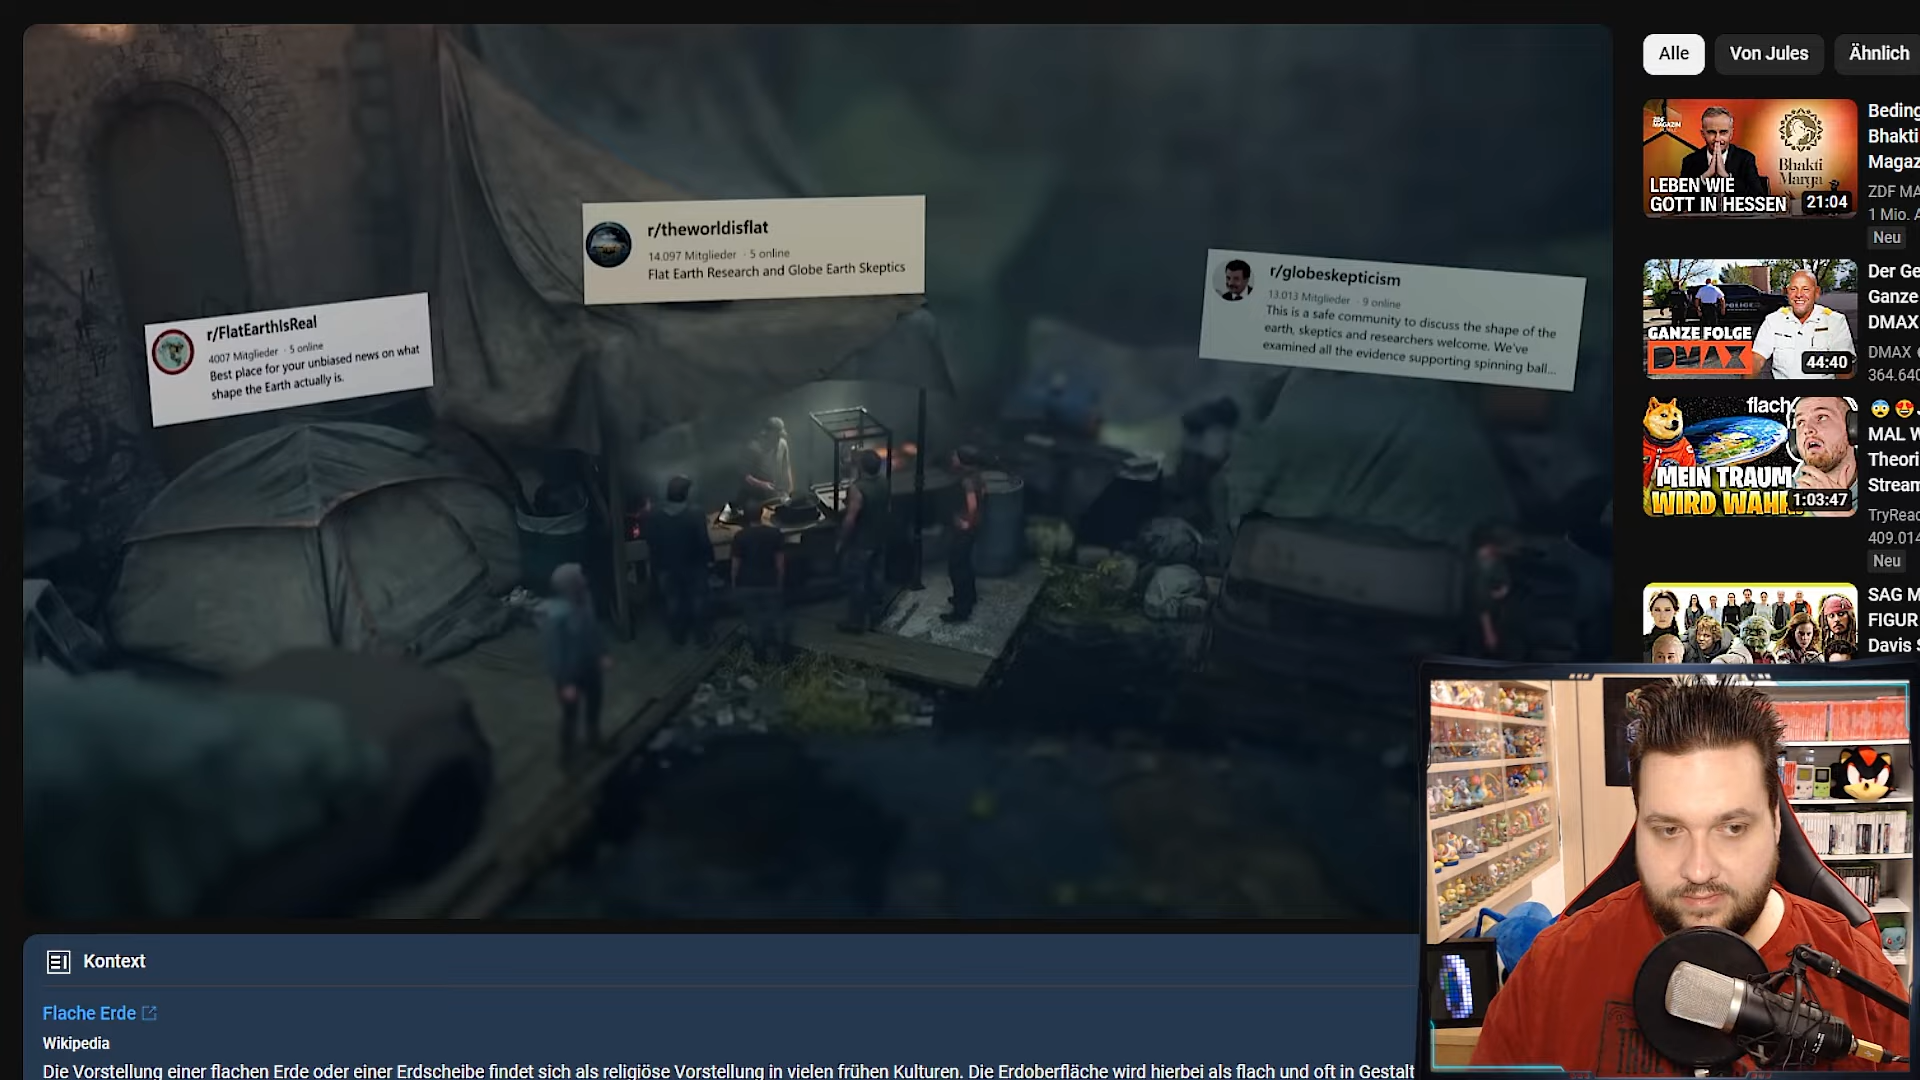 Alle
Von Jules
Ähnlich
r/FlatEarthIsReal
4007 Mitglieder · 5 online
Best place for your unbiased news on what
shape the Earth actually is.
r/theworldisflat
14.097 Mitglieder · 5 online
Flat Earth Research and Globe Earth Skeptics
r/globeskepticism
13.013 Mitglieder · 9 online
This is a safe community to discuss the shape of the
earth, skeptics and researchers welcome. We've
examined all the evidence supporting spinning ball...
ZDF
MAGAZIN
Bhakti
Marga
LEBEN WIE
GOTT IN HESSEN
21:04
Bhakti
ZDF
1 Mio.
Neu
POLICE
GANZE FOLGE
DMAX
44:40
Der
Ganze
DMAX
DMAX
364.640
flach
MEIN TRAUM
WIRD
1:03:47
MAL
Stream
409.014
Neu
SAG
FIGUR
Davis
Kontext
Flache Erde
Wikipedia
Die Vorstellung einer flachen Erde oder einer Erdscheibe findet sich als religiöse Vorstellung in vielen frühen Kulturen. Die Erdoberfläche wird hierbei als flach und oft in Gestalt